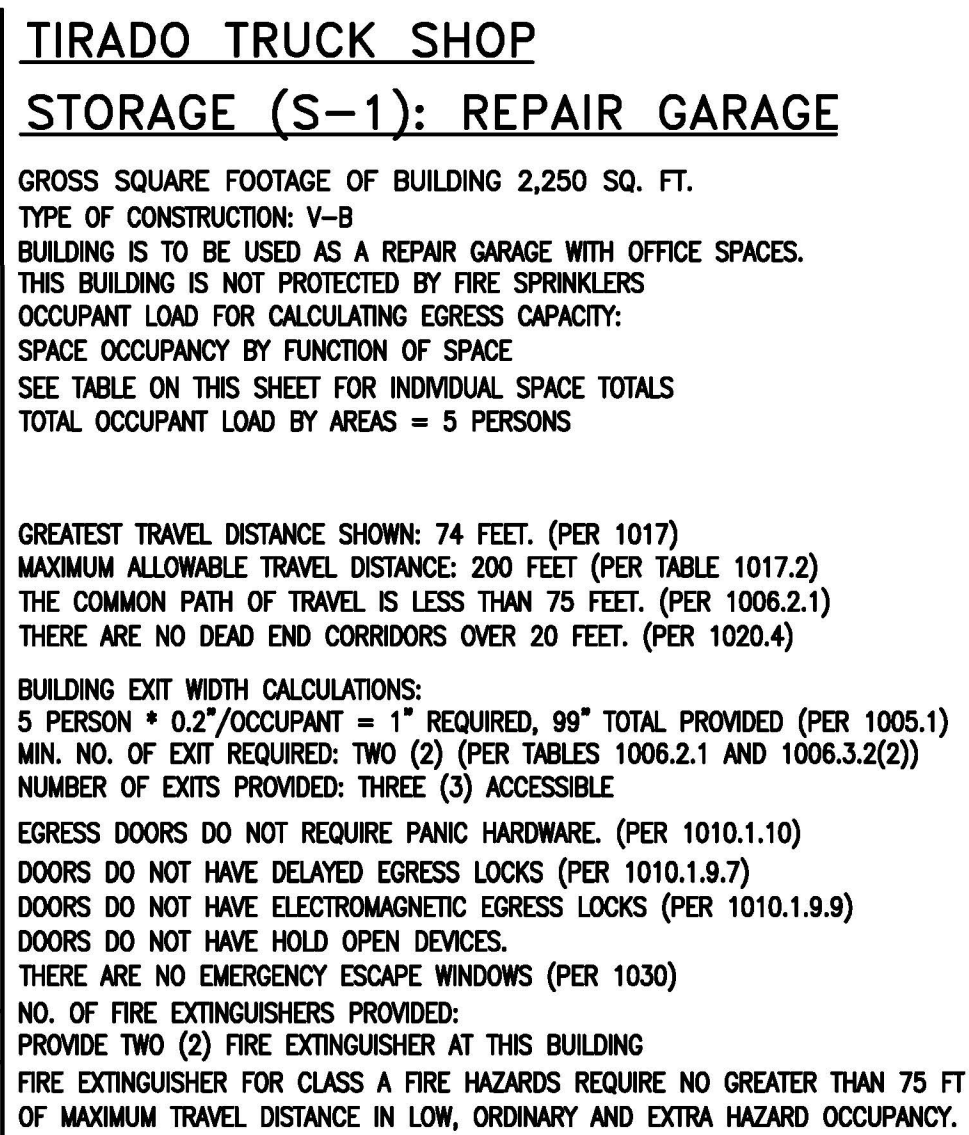 TIRADO TRUCK SHOP
STORAGE (S-1): REPAIR GARAGE
GROSS SQUARE FOOTAGE OF BUILDING 2,250 SQ. FT.
TYPE OF CONSTRUCTION: V-B
BUILDING IS TO BE USED AS A REPAIR GARAGE WITH OFFICE SPACES.
THIS BUILDING IS NOT PROTECTED BY FIRE SPRINKLERS
OCCUPANT LOAD FOR CALCULATING EGRESS CAPACITY:
SPACE OCCUPANCY BY FUNCTION OF SPACE
SEE TABLE ON THIS SHEET FOR INDIVIDUAL SPACE TOTALS
TOTAL OCCUPANT LOAD BY AREAS = 5 PERSONS
GREATEST TRAVEL DISTANCE SHOWN: 74 FEET. (PER 1017)
MAXIMUM ALLOWABLE TRAVEL DISTANCE: 200 FEET (PER TABLE 1017.2)
THE COMMON PATH OF TRAVEL IS LESS THAN 75 FEET. (PER 1006.2.1)
THERE ARE NO DEAD END CORRIDORS OVER 20 FEET. (PER 1020.4)
BUILDING EXIT WIDTH CALCULATIONS:
5 PERSON * 0.2"/OCCUPANT = 1" REQUIRED, 99" TOTAL PROVIDED (PER 1005.1)
MIN. NO. OF EXIT REQUIRED: TWO (2) (PER TABLES 1006.2.1 AND 1006.3.2(2))
NUMBER OF EXITS PROVIDED: THREE (3) ACCESSIBLE
EGRESS DOORS DO NOT REQUIRE PANIC HARDWARE. (PER 1010.1.10)
DOORS DO NOT HAVE DELAYED EGRESS LOCKS (PER 1010.1.9.7)
DOORS DO NOT HAVE ELECTROMAGNETIC EGRESS LOCKS (PER 1010.1.9.9)
DOORS DO NOT HAVE HOLD OPEN DEVICES.
THERE ARE NO EMERGENCY ESCAPE WINDOWS (PER 1030)
NO. OF FIRE EXTINGUISHERS PROVIDED:
PROVIDE TWO (2) FIRE EXTINGUISHER AT THIS BUILDING
FIRE EXTINGUISHER FOR CLASS A FIRE HAZARDS REQUIRE NO GREATER THAN 75 FT
OF MAXIMUM TRAVEL DISTANCE IN LOW, ORDINARY AND EXTRA HAZARD OCCUPANCY.